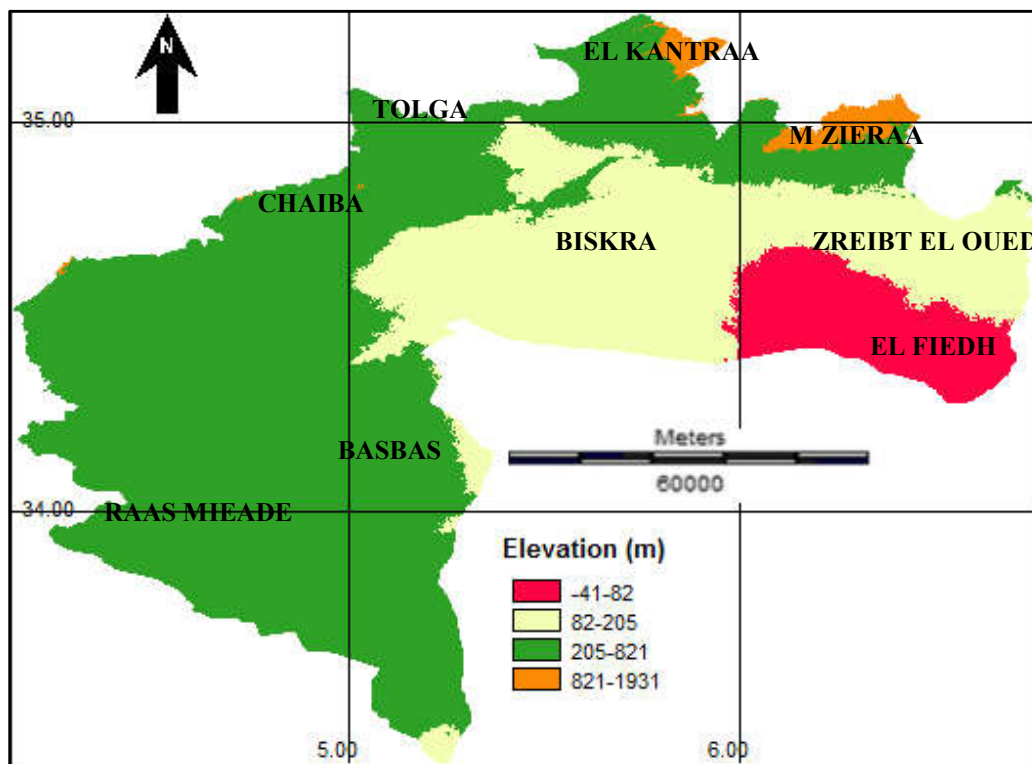 N
EL KANTRAA
TOLGA
35.00
M ZIERAA
CHAIBA
BISKRA
ZREIBT EL OUED
EL FIEDH
Meters
BASBAS
60000
34.00
RAAS MIEADE
Elevation (m)
-41-82
82-205
205-821
821-1931
5.00
6.00